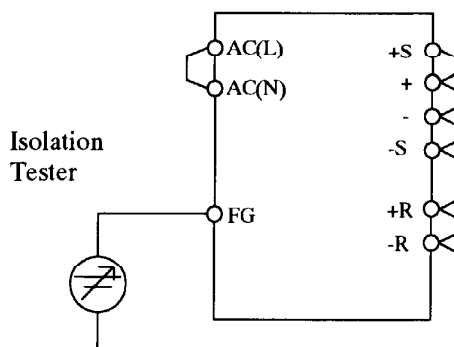 AC(L)
AC(N)
Isolation
Tester
FG
+S
+
-
-S
+R
-R